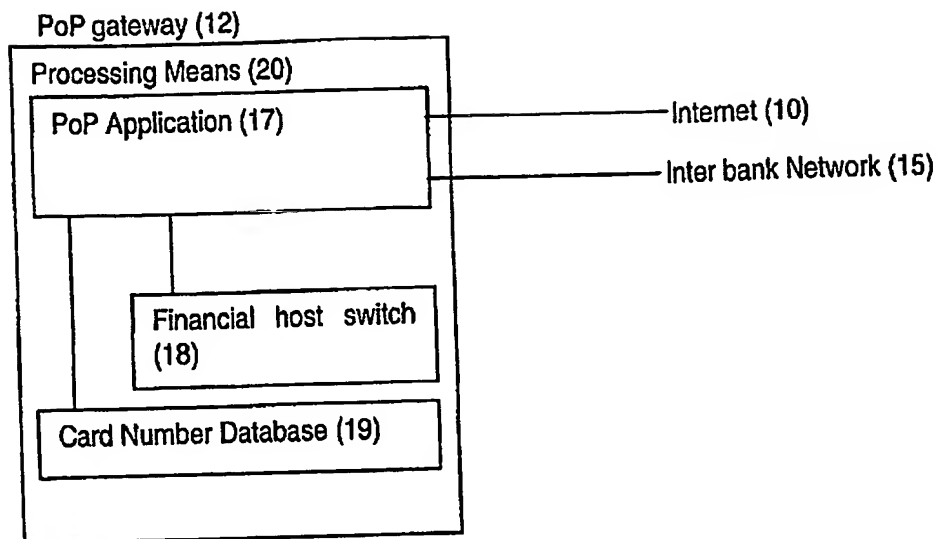 PoP gateway (12)
Processing Means (20)
PoP Application (17)
Internet (10)
Inter bank Network (15)
Financial host switch
(18)
Card Number Database (19)